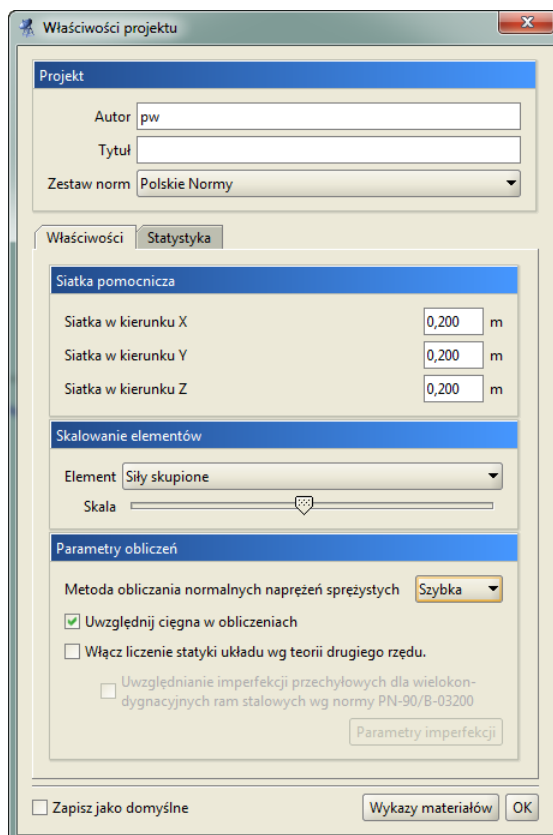 Właściwości projektu
Projekt
Autor pw
Tytuł
Zestaw norm Polskie Normy
Właściwości Statystyka
Siatka pomocnicza
Siatka w kierunku X 0,200 m
Siatka w kierunku Y 0,200 m
Siatka w kierunku Z 0,200 m
Skalowanie elementów
Element Siły skupione
Skala
Parametry obliczeń
Metoda obliczania normalnych naprężeń sprężystych Szybka
Uwzględnij cięgna w obliczeniach
Włącz liczenie statyki układu wg teorii drugiego rzędu.
Uwzględnianie imperfekcji przechyłowych dla wielokon-
dygnacyjnych ram stalowych wg normy PN-90/B-03200
Parametry imperfekcji
Zapisz jako domyślne Wykazy materiałów OK